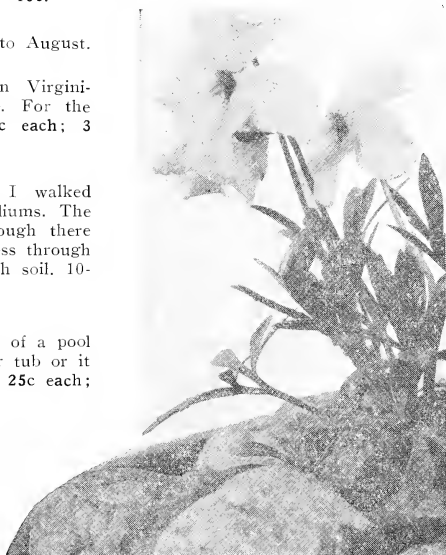 to August.
n Virgini-
. For the
c each; 3
I walked
liums. The
ough there
ss through
h soil. 10-
of a pool
r tub or it
25c each;